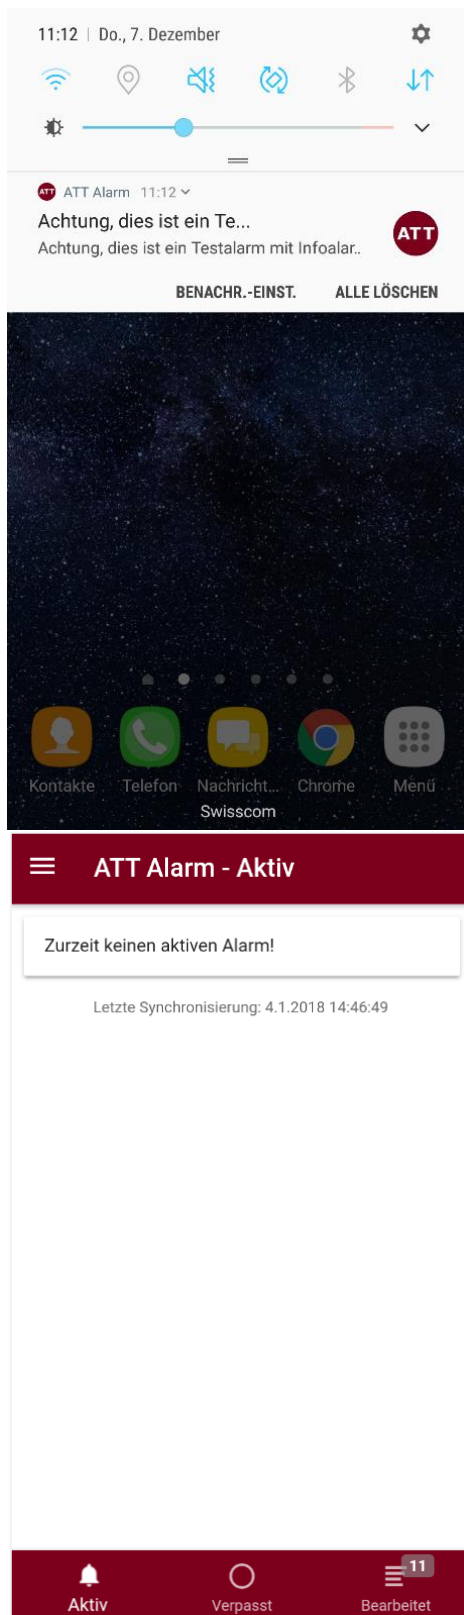 11:12 | Do., 7. Dezember
ATT ATT Alarm 11:12
Achtung, dies ist ein Te...
Achtung, dies ist ein Testalarm mit Infoalar..
ATT
BENACHR.-EINST. ALLE LÖSCHEN
Kontakte Telefon Nachricht... Chrome Menü
Swisscom
ATT Alarm - Aktiv
Zurzeit keinen aktiven Alarm!
Letzte Synchronisierung: 4.1.2018 14:46:49
11
Aktiv Verpasst Bearbeitet